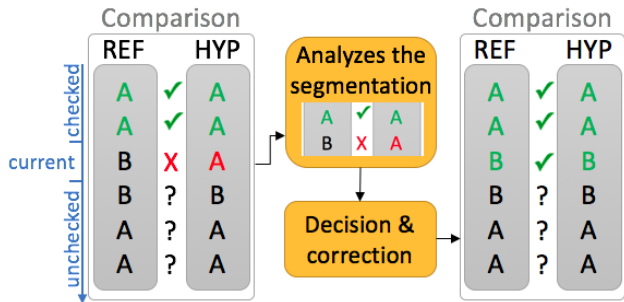 Comparison
REF HYP
A ✓ A
A ✓ A
B X A
B ? B
A ? A
A ? A
checked
current
unchecked
Analyzes the
segmentation
A ✓ A
B X A
Decision &
correction
Comparison
REF HYP
A ✓ A
A ✓ A
B ✓ B
B ? B
A ? A
A ? A